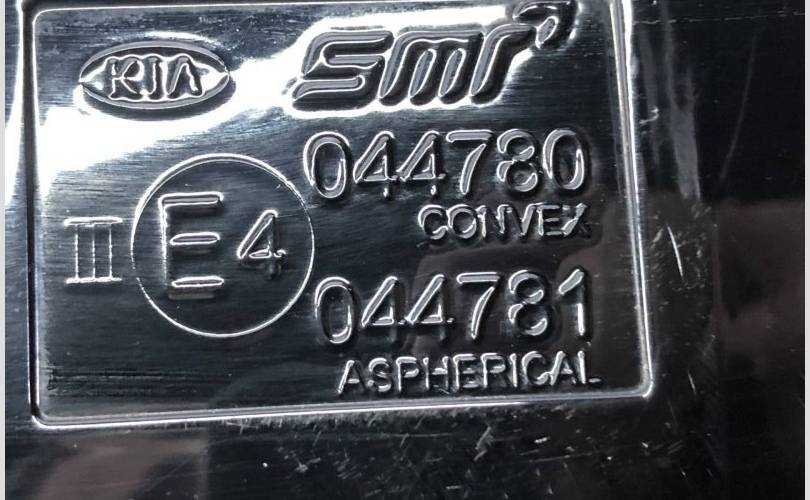 KIA SMR
044780
CONVEX
III E4
044781
ASPHERICAL